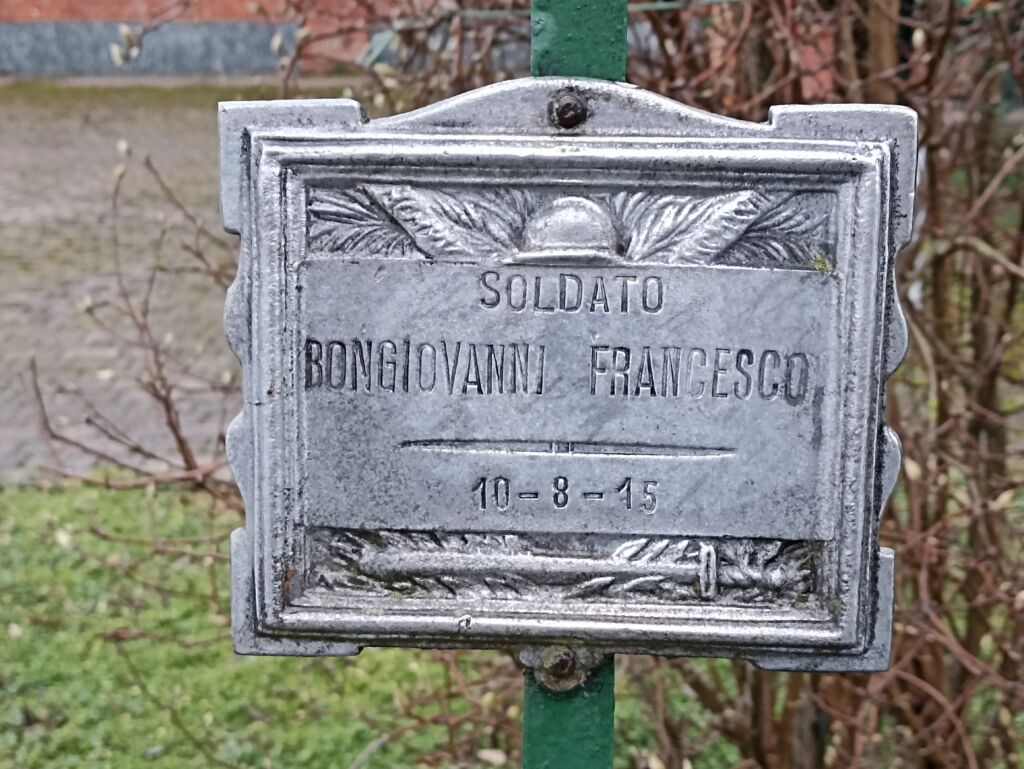 SOLDATO
BONGIOVANNI FRANCESCO
10-8-15